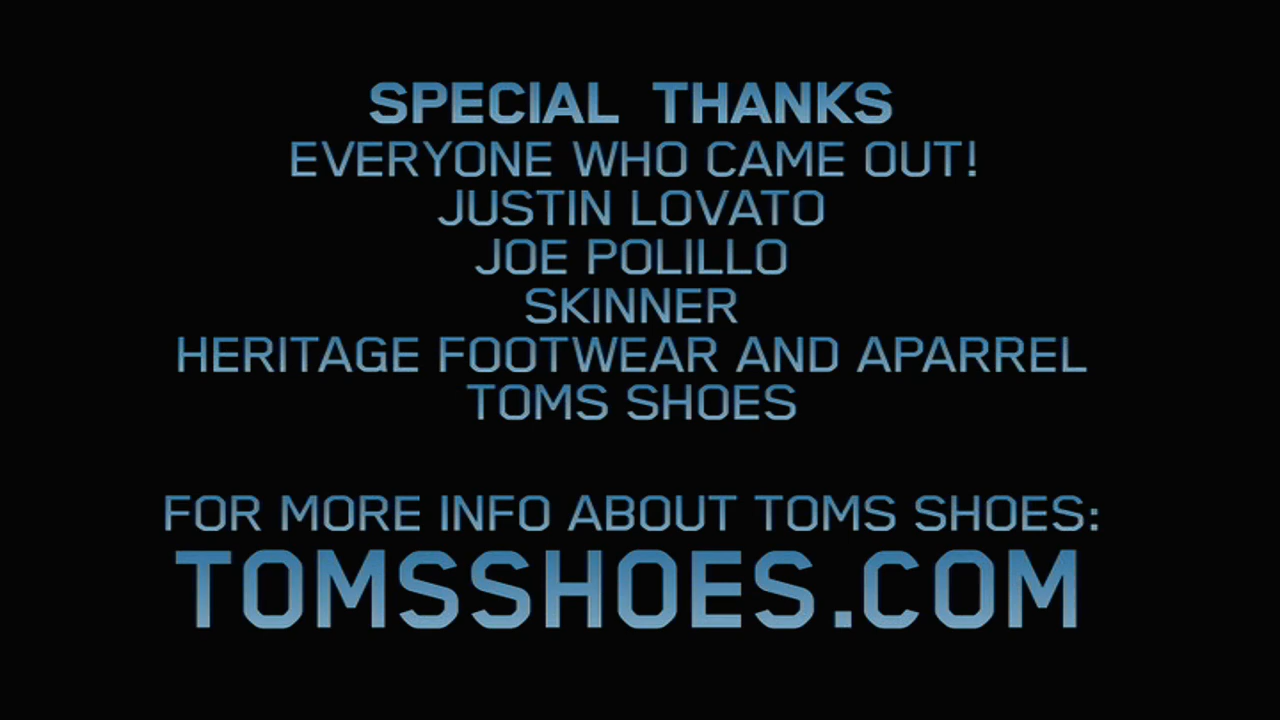 SPECIAL THANKS
EVERYONE WHO CAME OUT!
JUSTIN LOVATO
JOE POLILLO
SKINNER
HERITAGE FOOTWEAR AND APARREL
TOMS SHOES
FOR MORE INFO ABOUT TOMS SHOES:
TOMSSHOES.COM